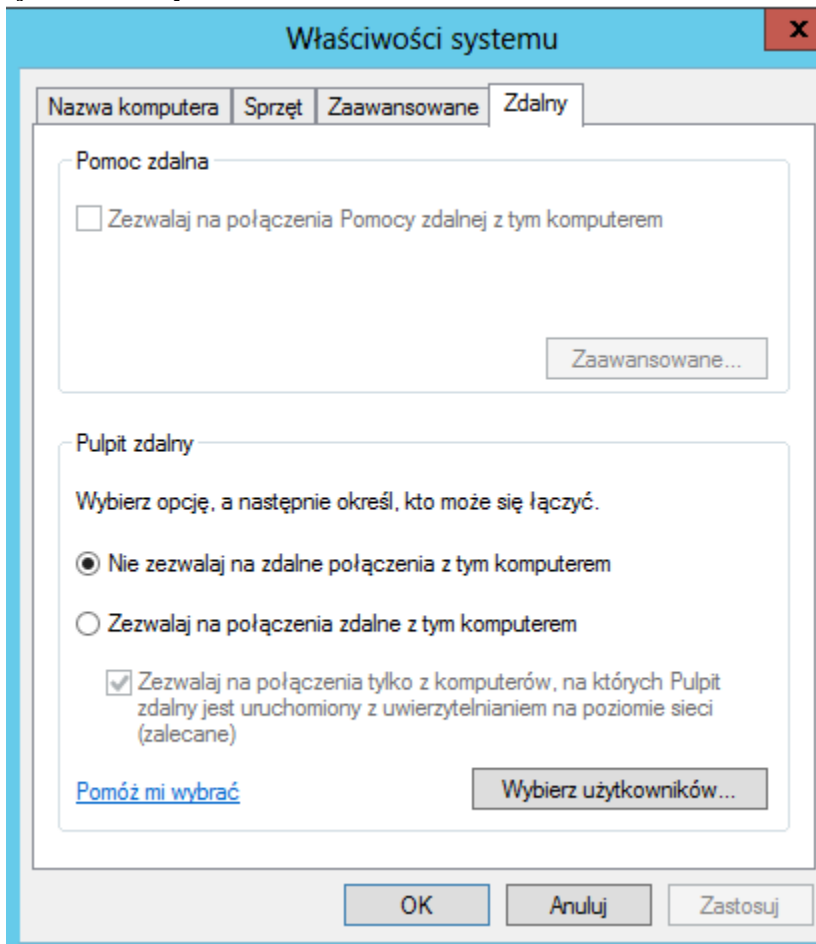 Właściwości systemu
x
Nazwa komputera Sprzęt Zaawansowane Zdalny
Pomoc zdalna
Zezwalaj na połączenia Pomocy zdalnej z tym komputerem
Zaawansowane...
Pulpit zdalny
Wybierz opcję, a następnie określ, kto może się łączyć.
Nie zezwalaj na zdalne połączenia z tym komputerem
Zezwalaj na połączenia zdalne z tym komputerem
Zezwalaj na połączenia tylko z komputerów, na których Pulpit
zdalny jest uruchomiony z uwierzytelnianiem na poziomie sieci
(zalecane)
Pomóż mi wybrać Wybierz użytkowników...
OK Anuluj Zastosuj